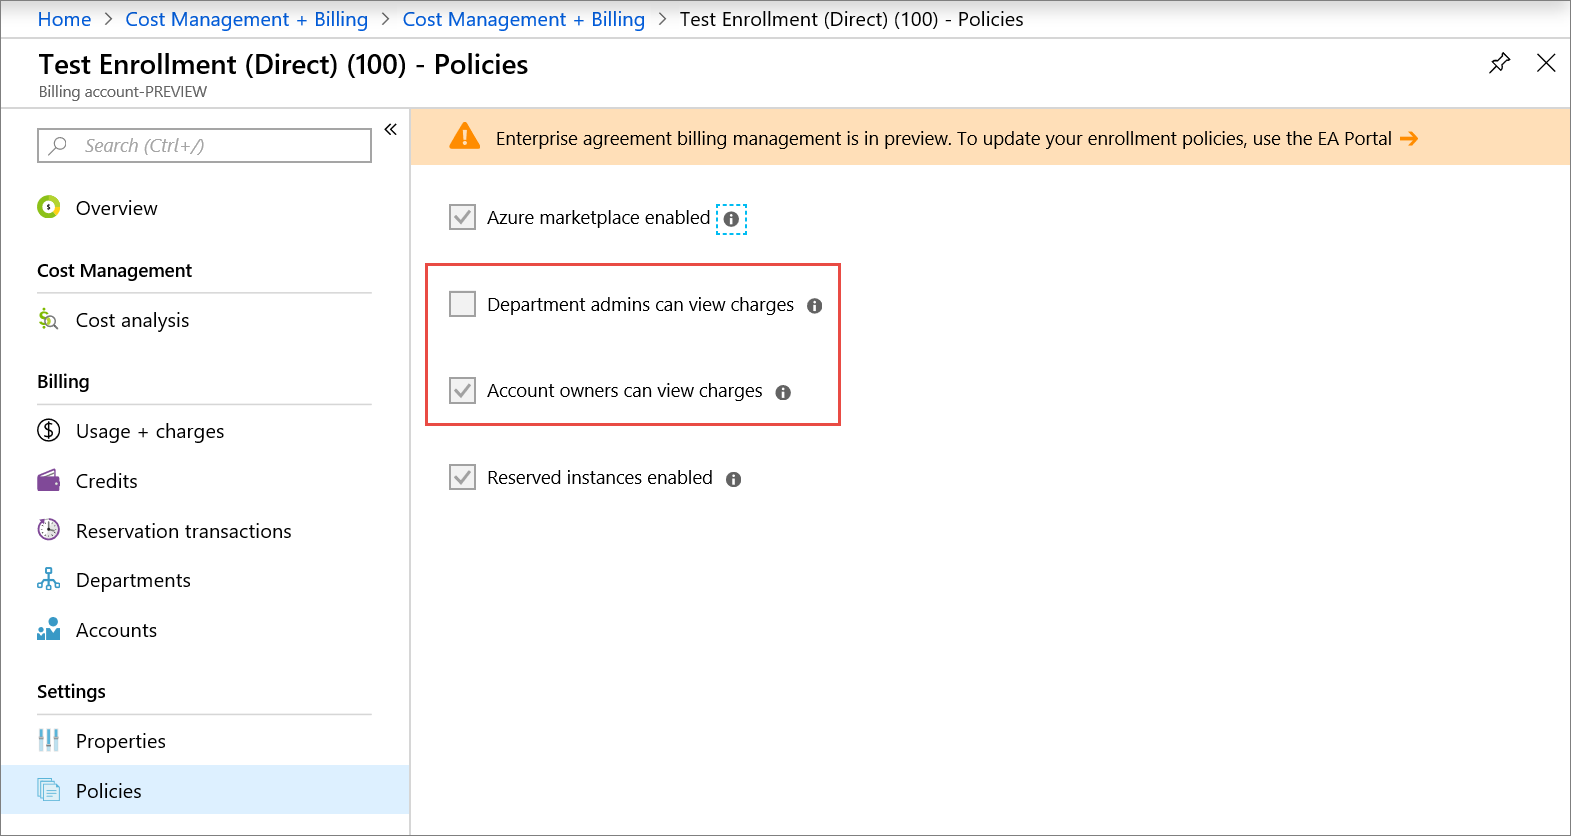 Home > Cost Management + Billing > Cost Management + Billing > Test Enrollment (Direct) (100) - Policies
Test Enrollment (Direct) (100) - Policies
Billing account-PREVIEW
Search (Ctrl+/)
Overview
Cost Management
Cost analysis
Billing
Usage + charges
Credits
Reservation transactions
Departments
Accounts
Settings
Properties
Policies
Enterprise agreement billing management is in preview. To update your enrollment policies, use the EA Portal
Azure marketplace enabled
Department admins can view charges
Account owners can view charges
Reserved instances enabled